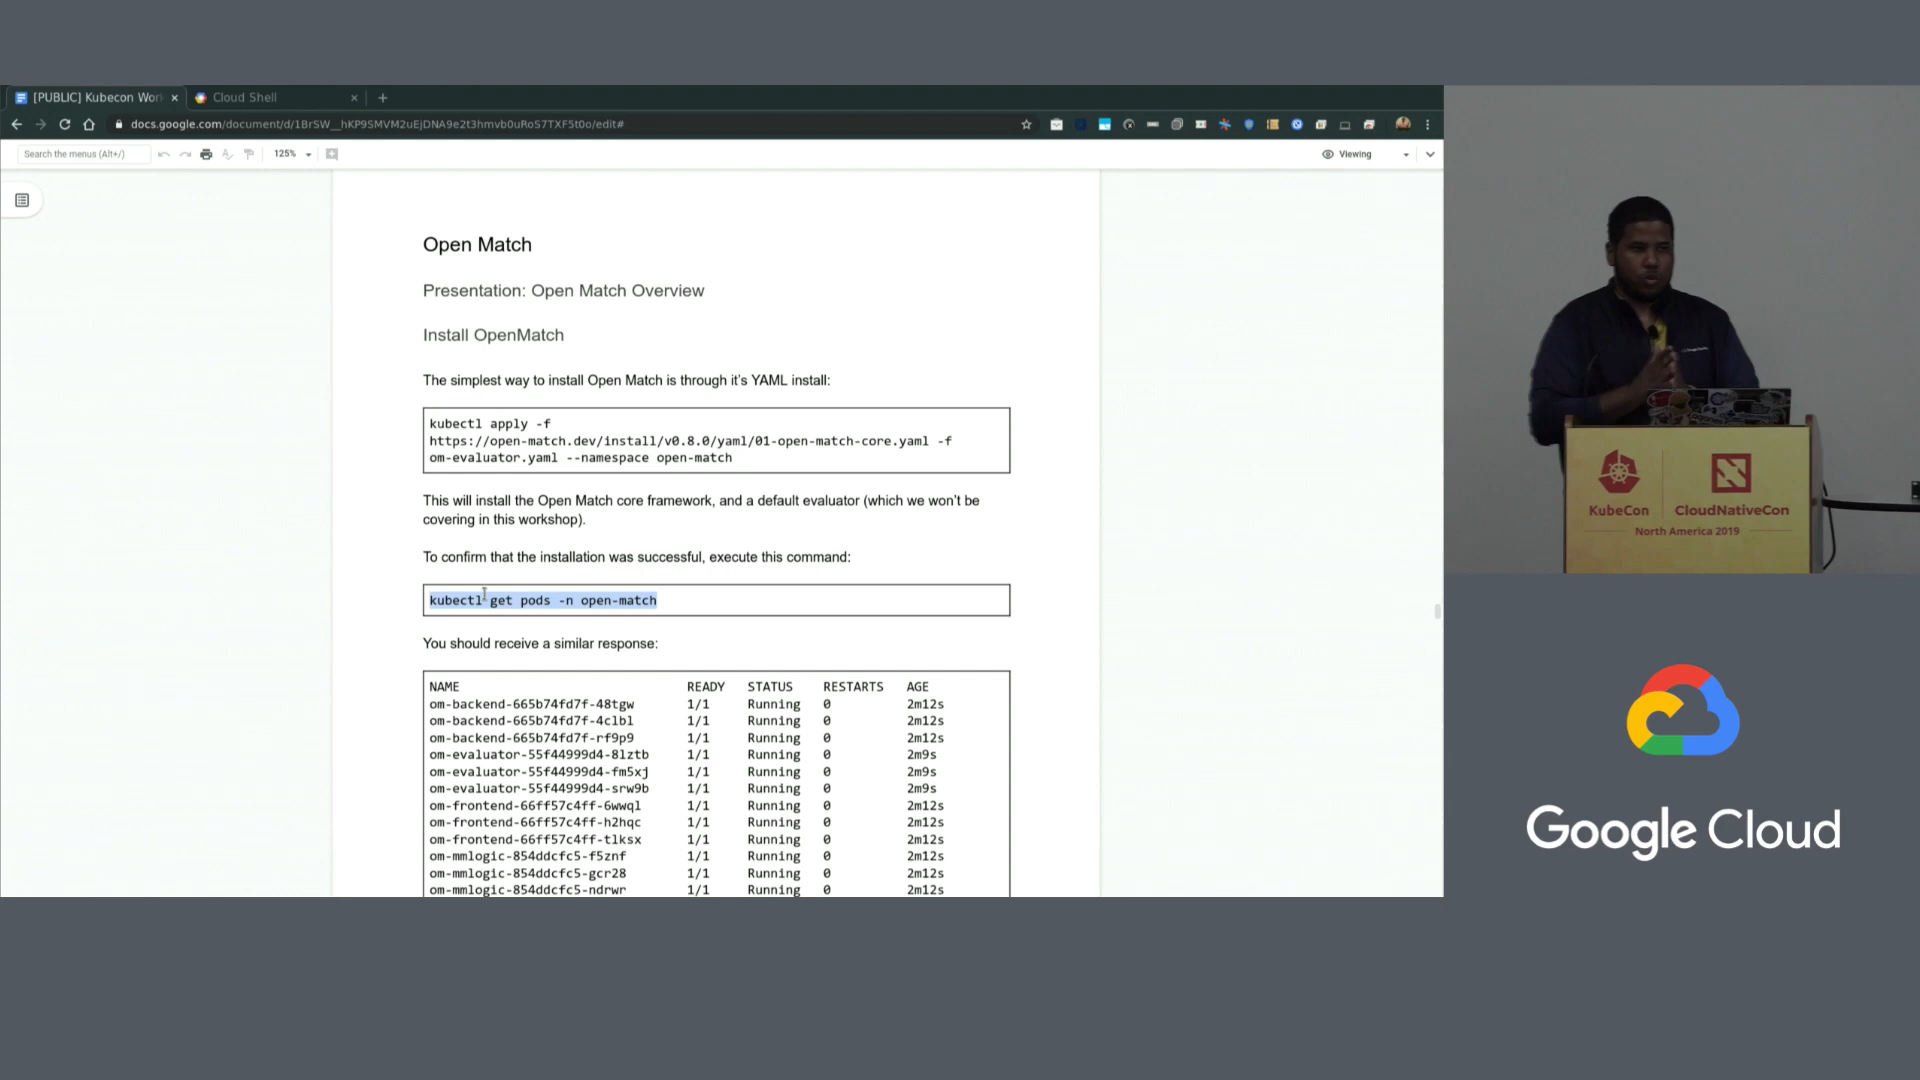 [PUBLIC] Kubecon Wor
Cloud Shell
docs.google.com/document/d/1BrSW__hKP9SMVM2uEjDNA9e2t3hmvb0uRoS7TXF5t0o/edit#
Search the menus (Alt+/)
125%
Viewing
Open Match
Presentation: Open Match Overview
Install OpenMatch
The simplest way to install Open Match is through it's YAML install:
kubectl apply -f
https://open-match.dev/install/v0.8.0/yaml/01-open-match-core.yaml -f
om-evaluator.yaml --namespace open-match
This will install the Open Match core framework, and a default evaluator (which we won't be
covering in this workshop).
To confirm that the installation was successful, execute this command:
kubectl get pods -n open-match
You should receive a similar response:
NAME READY STATUS RESTARTS AGE
om-backend-665b74fd7f-48tgw 1/1 Running 0 2m12s
om-backend-665b74fd7f-4clbl 1/1 Running 0 2m12s
om-backend-665b74fd7f-rf9p9 1/1 Running 0 2m12s
om-evaluator-55f44999d4-8lztb 1/1 Running 0 2m9s
om-evaluator-55f44999d4-fm5xj 1/1 Running 0 2m9s
om-evaluator-55f44999d4-srw9b 1/1 Running 0 2m9s
om-frontend-66ff57c4ff-6wwql 1/1 Running 0 2m12s
om-frontend-66ff57c4ff-h2hqc 1/1 Running 0 2m12s
om-frontend-66ff57c4ff-tlksx 1/1 Running 0 2m12s
om-mmlogic-854ddcfc5-f5znf 1/1 Running 0 2m12s
om-mmlogic-854ddcfc5-gcr28 1/1 Running 0 2m12s
om-mmlogic-854ddcfc5-ndrwr 1/1 Running 0 2m12s
KubeCon
CloudNativeCon
North America 2019
Google Cloud